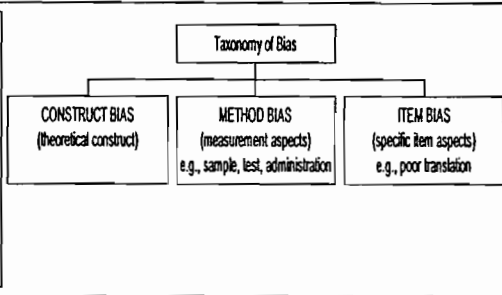 Taxonomy of Bias
CONSTRUCT BIAS
(theoretical construct)
METHOD BIAS
(measurement aspects)
e.g., sample, test, administration
ITEM BIAS
(specific item aspects)
e.g., poor translation